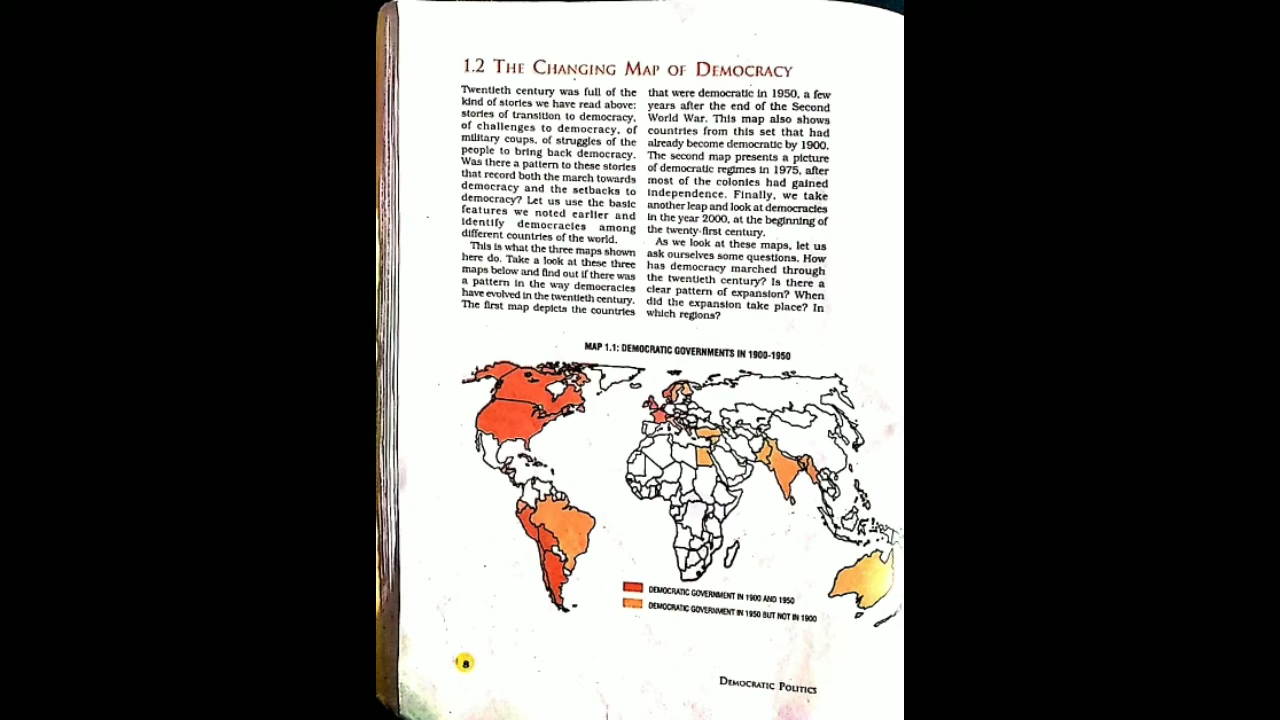 1.2 THE CHANGING MAP OF DEMOCRACY
Twentieth century was full of the
kind of stories we have read above:
stories of transition to democracy,
of challenges to democracy, of
military coups, of struggles of the
people to bring back democracy.
Was there a pattern to these stories
that record both the march towards
democracy and the setbacks to
democracy? Let us use the basic
features we noted earlier and
identify democracies among
different countries of the world.
This is what the three maps shown
here do. Take a look at these three
maps below and find out if there was
a pattern in the way democracies
have evolved in the twentieth century.
The first map depicts the countries
that were democratic in 1950, a few
years after the end of the Second
World War. This map also shows
countries from this set that had
already become democratic by 1900.
The second map presents a picture
of democratic regimes in 1975, after
most of the colonies had gained
independence. Finally, we take
another leap and look at democracies
in the year 2000, at the beginning of
the twenty-first century.
As we look at these maps, let us
ask ourselves some questions. How
has democracy marched through
the twentieth century? Is there a
clear pattern of expansion? When
did the expansion take place? In
which regions?
MAP 1.1: DEMOCRATIC GOVERNMENTS IN 1900-1950
DEMOCRATIC GOVERNMENT IN 1900 AND 1950
DEMOCRATIC GOVERNMENT IN 1950 BUT NOT IN 1900
8
DEMOCRATIC POLITICS